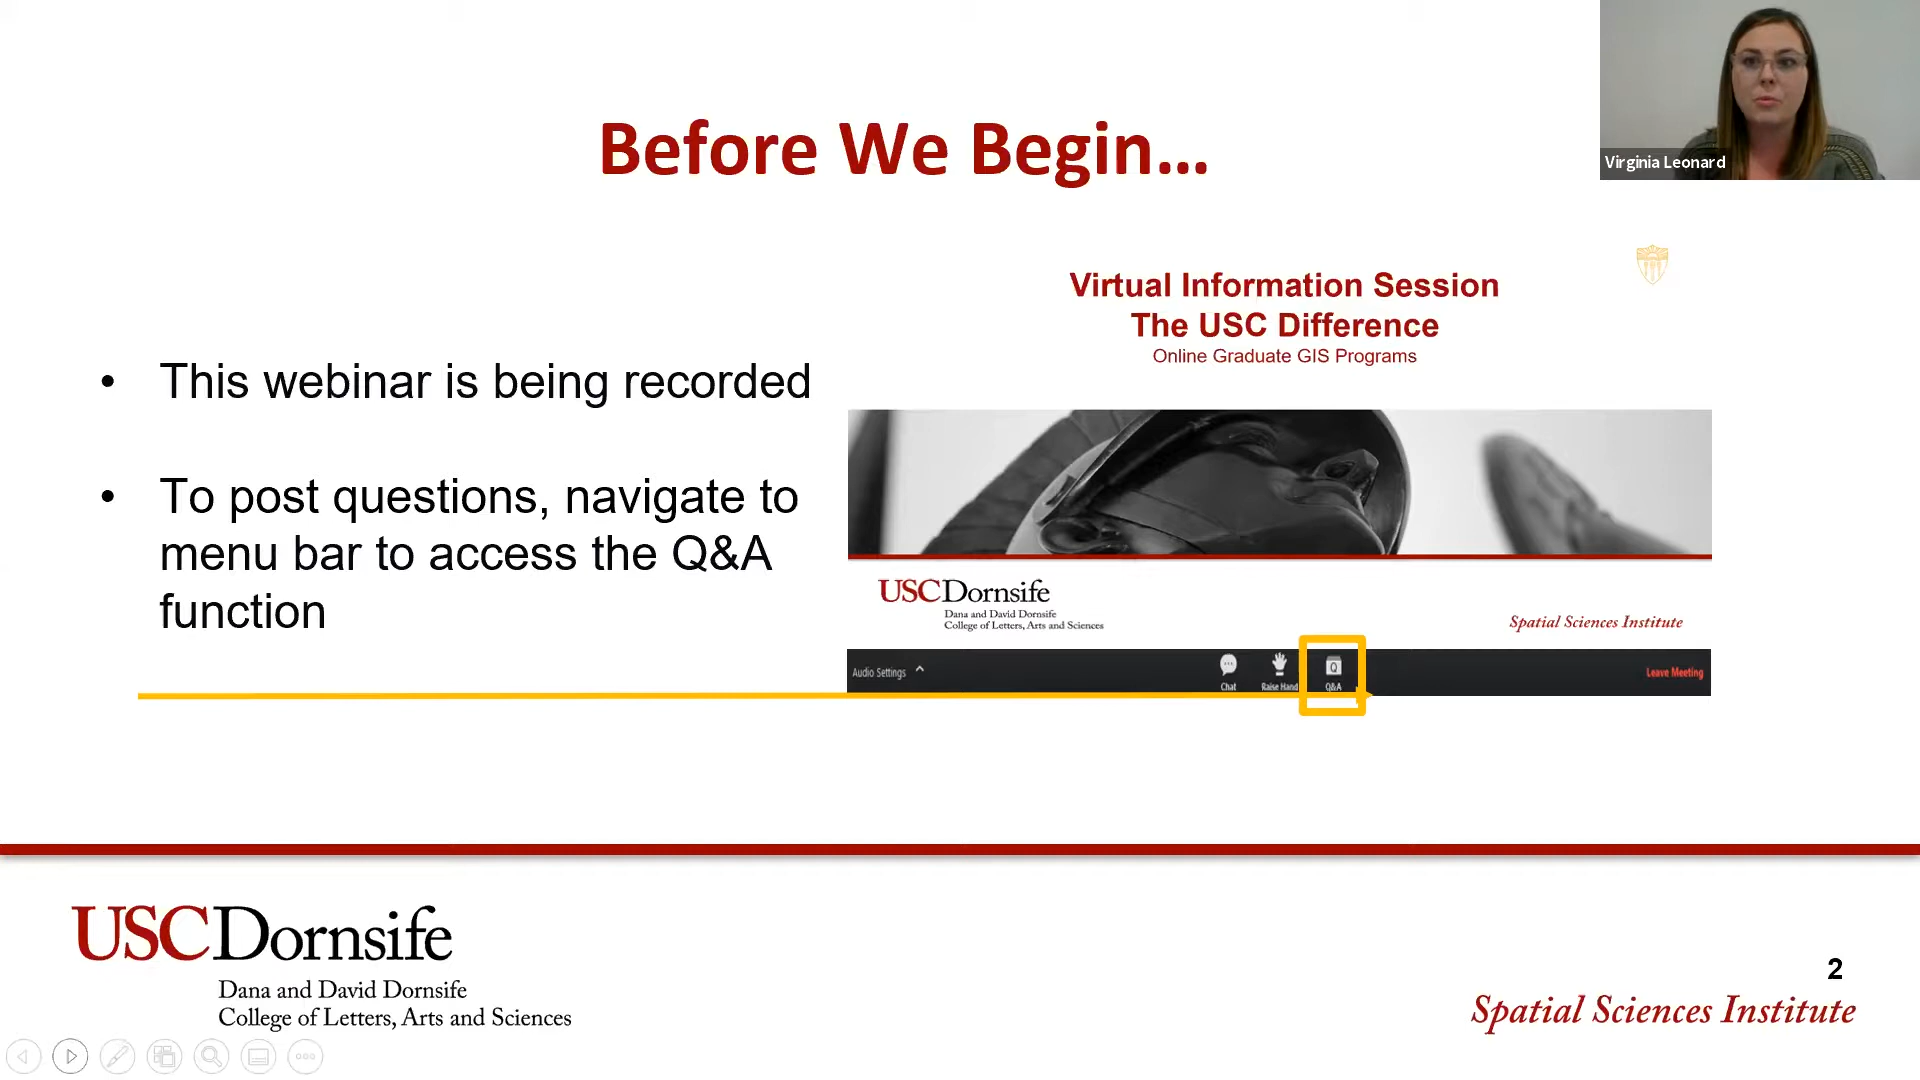 Before We Begin...
Virginia Leonard
Virtual Information Session
The USC Difference
Online Graduate GIS Programs
• This webinar is being recorded
• To post questions, navigate to
menu bar to access the Q&A
function
USCDornsife
Dana and David Dornsife
College of Letters, Arts and Sciences
Spatial Sciences Institute
Audio Settings
Chat
Raise Hand
Q&A
Leave Meeting
USCDornsife
Dana and David Dornsife
College of Letters, Arts and Sciences
2
Spatial Sciences Institute